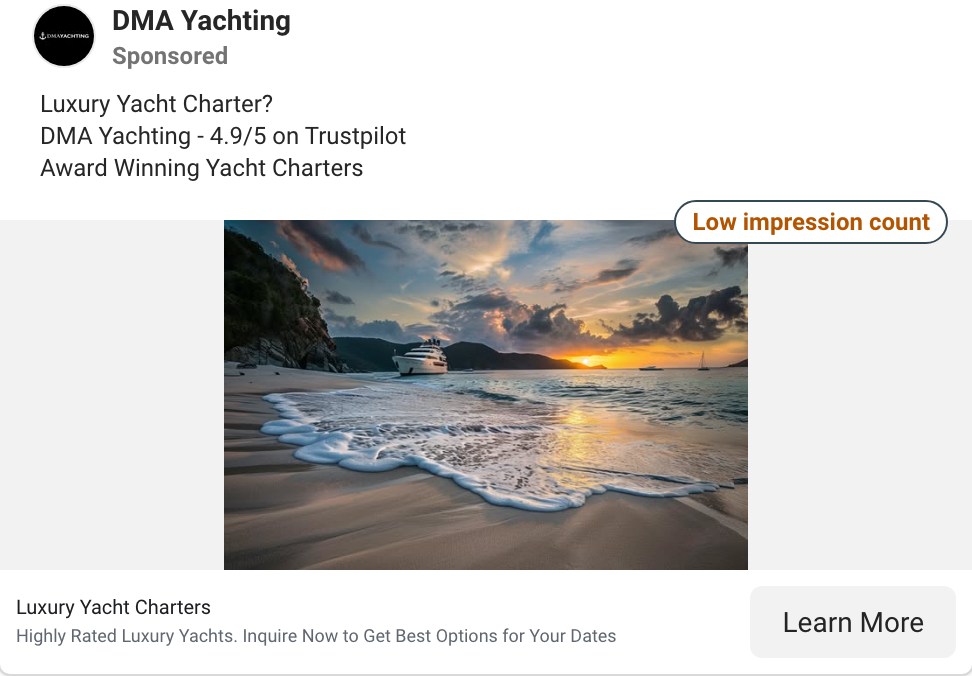 DMAYACHTING
DMA Yachting
Sponsored
Luxury Yacht Charter?
DMA Yachting - 4.9/5 on Trustpilot
Award Winning Yacht Charters
Low impression count
Luxury Yacht Charters
Highly Rated Luxury Yachts. Inquire Now to Get Best Options for Your Dates
Learn More